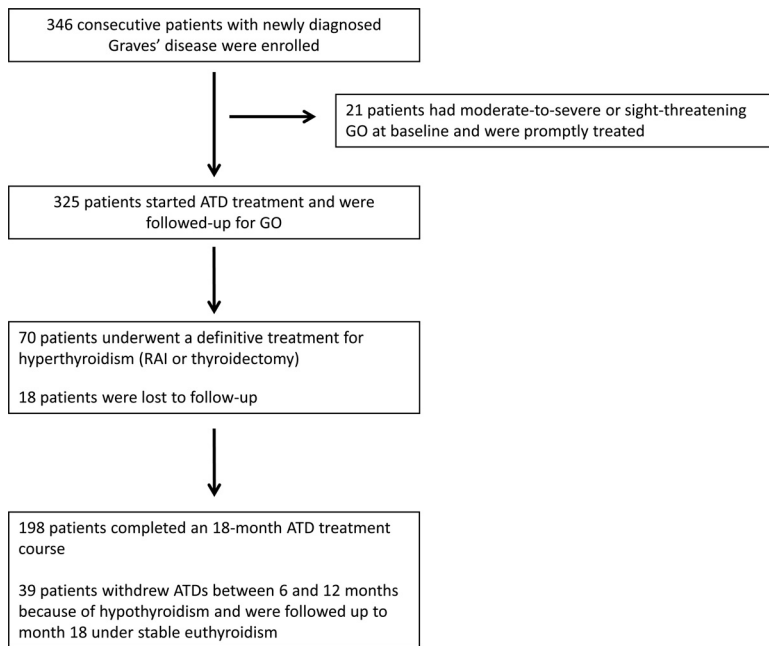 346 consecutive patients with newly diagnosed
Graves’ disease were enrolled
21 patients had moderate-to-severe or sight-threatening
GO at baseline and were promptly treated
325 patients started ATD treatment and were
followed-up for GO
70 patients underwent a definitive treatment for
hyperthyroidism (RAI or thyroidectomy)
18 patients were lost to follow-up
198 patients completed an 18-month ATD treatment
course
39 patients withdrew ATDs between 6 and 12 months
because of hypothyroidism and were followed up to
month 18 under stable euthyroidism